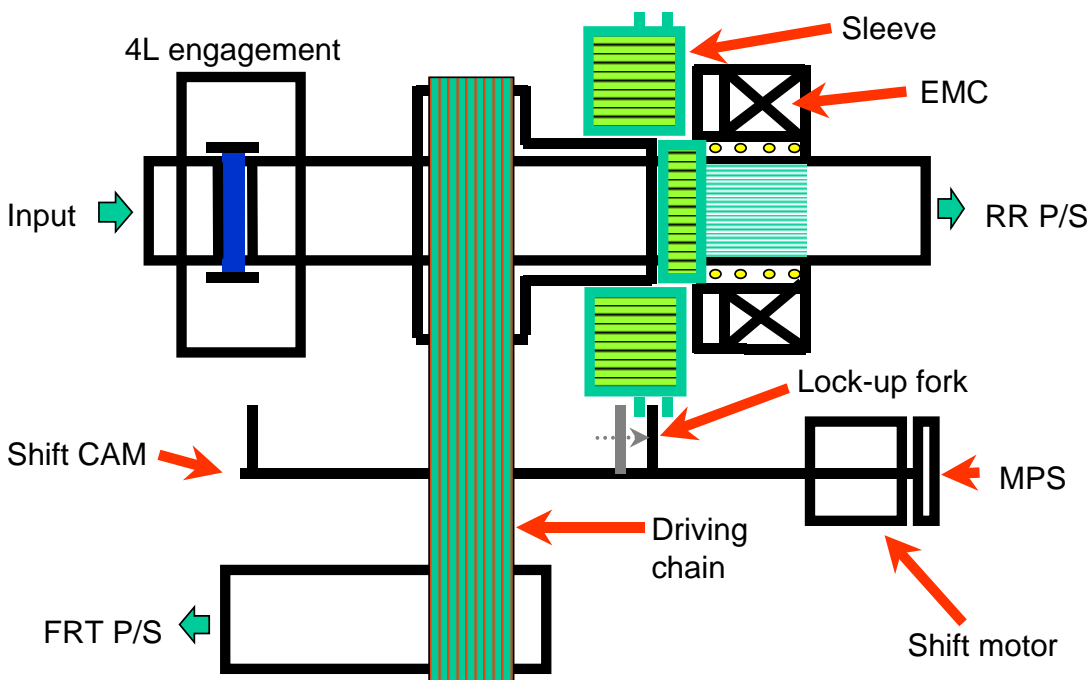 Sleeve
4L engagement
EMC
Input
RR P/S
Lock-up fork
Shift CAM
MPS
Driving
chain
FRT P/S
Shift motor